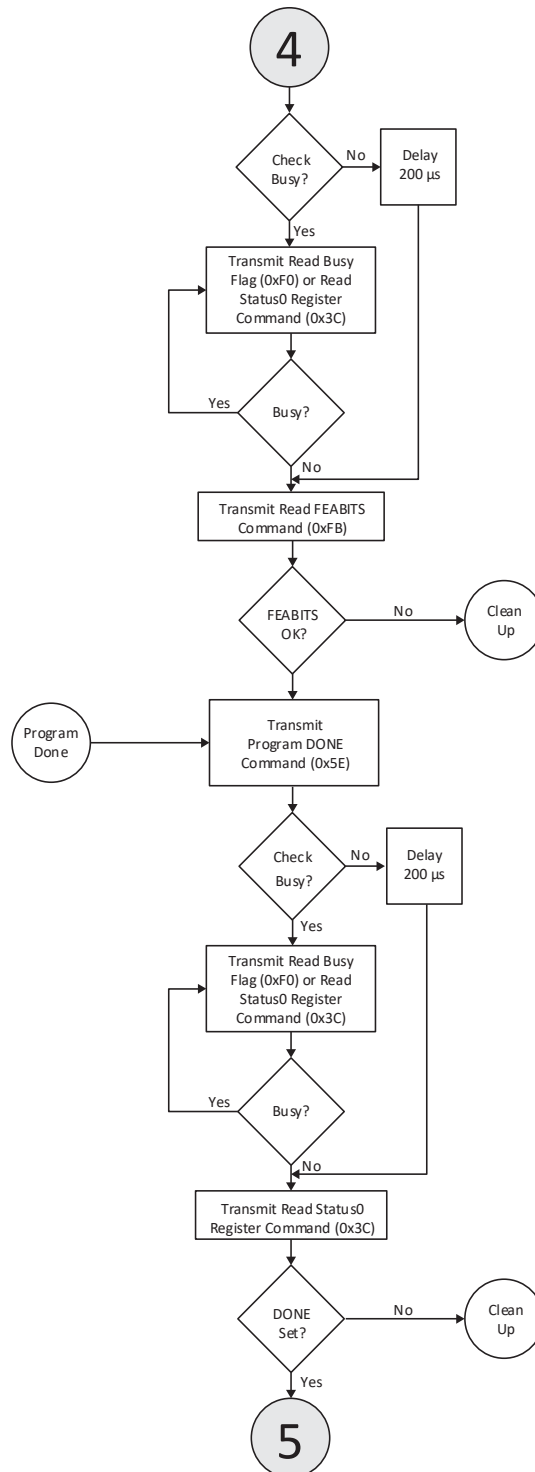 4
Check
Busy?
No
Delay
200 µs
Yes
Transmit Read Busy
Flag (0xF0) or Read
Status0 Register
Command (0x3C)
Yes
Busy?
No
Transmit Read FEABITS
Command (0xFB)
FEABITS
OK?
No
Clean
Up
Program
Done
Transmit
Program DONE
Command (0x5E)
Check
Busy?
No
Delay
200 µs
Yes
Transmit Read Busy
Flag (0xF0) or Read
Status0 Register
Command (0x3C)
Yes
Busy?
No
Transmit Read Status0
Register Command (0x3C)
DONE
Set?
No
Clean
Up
Yes
5